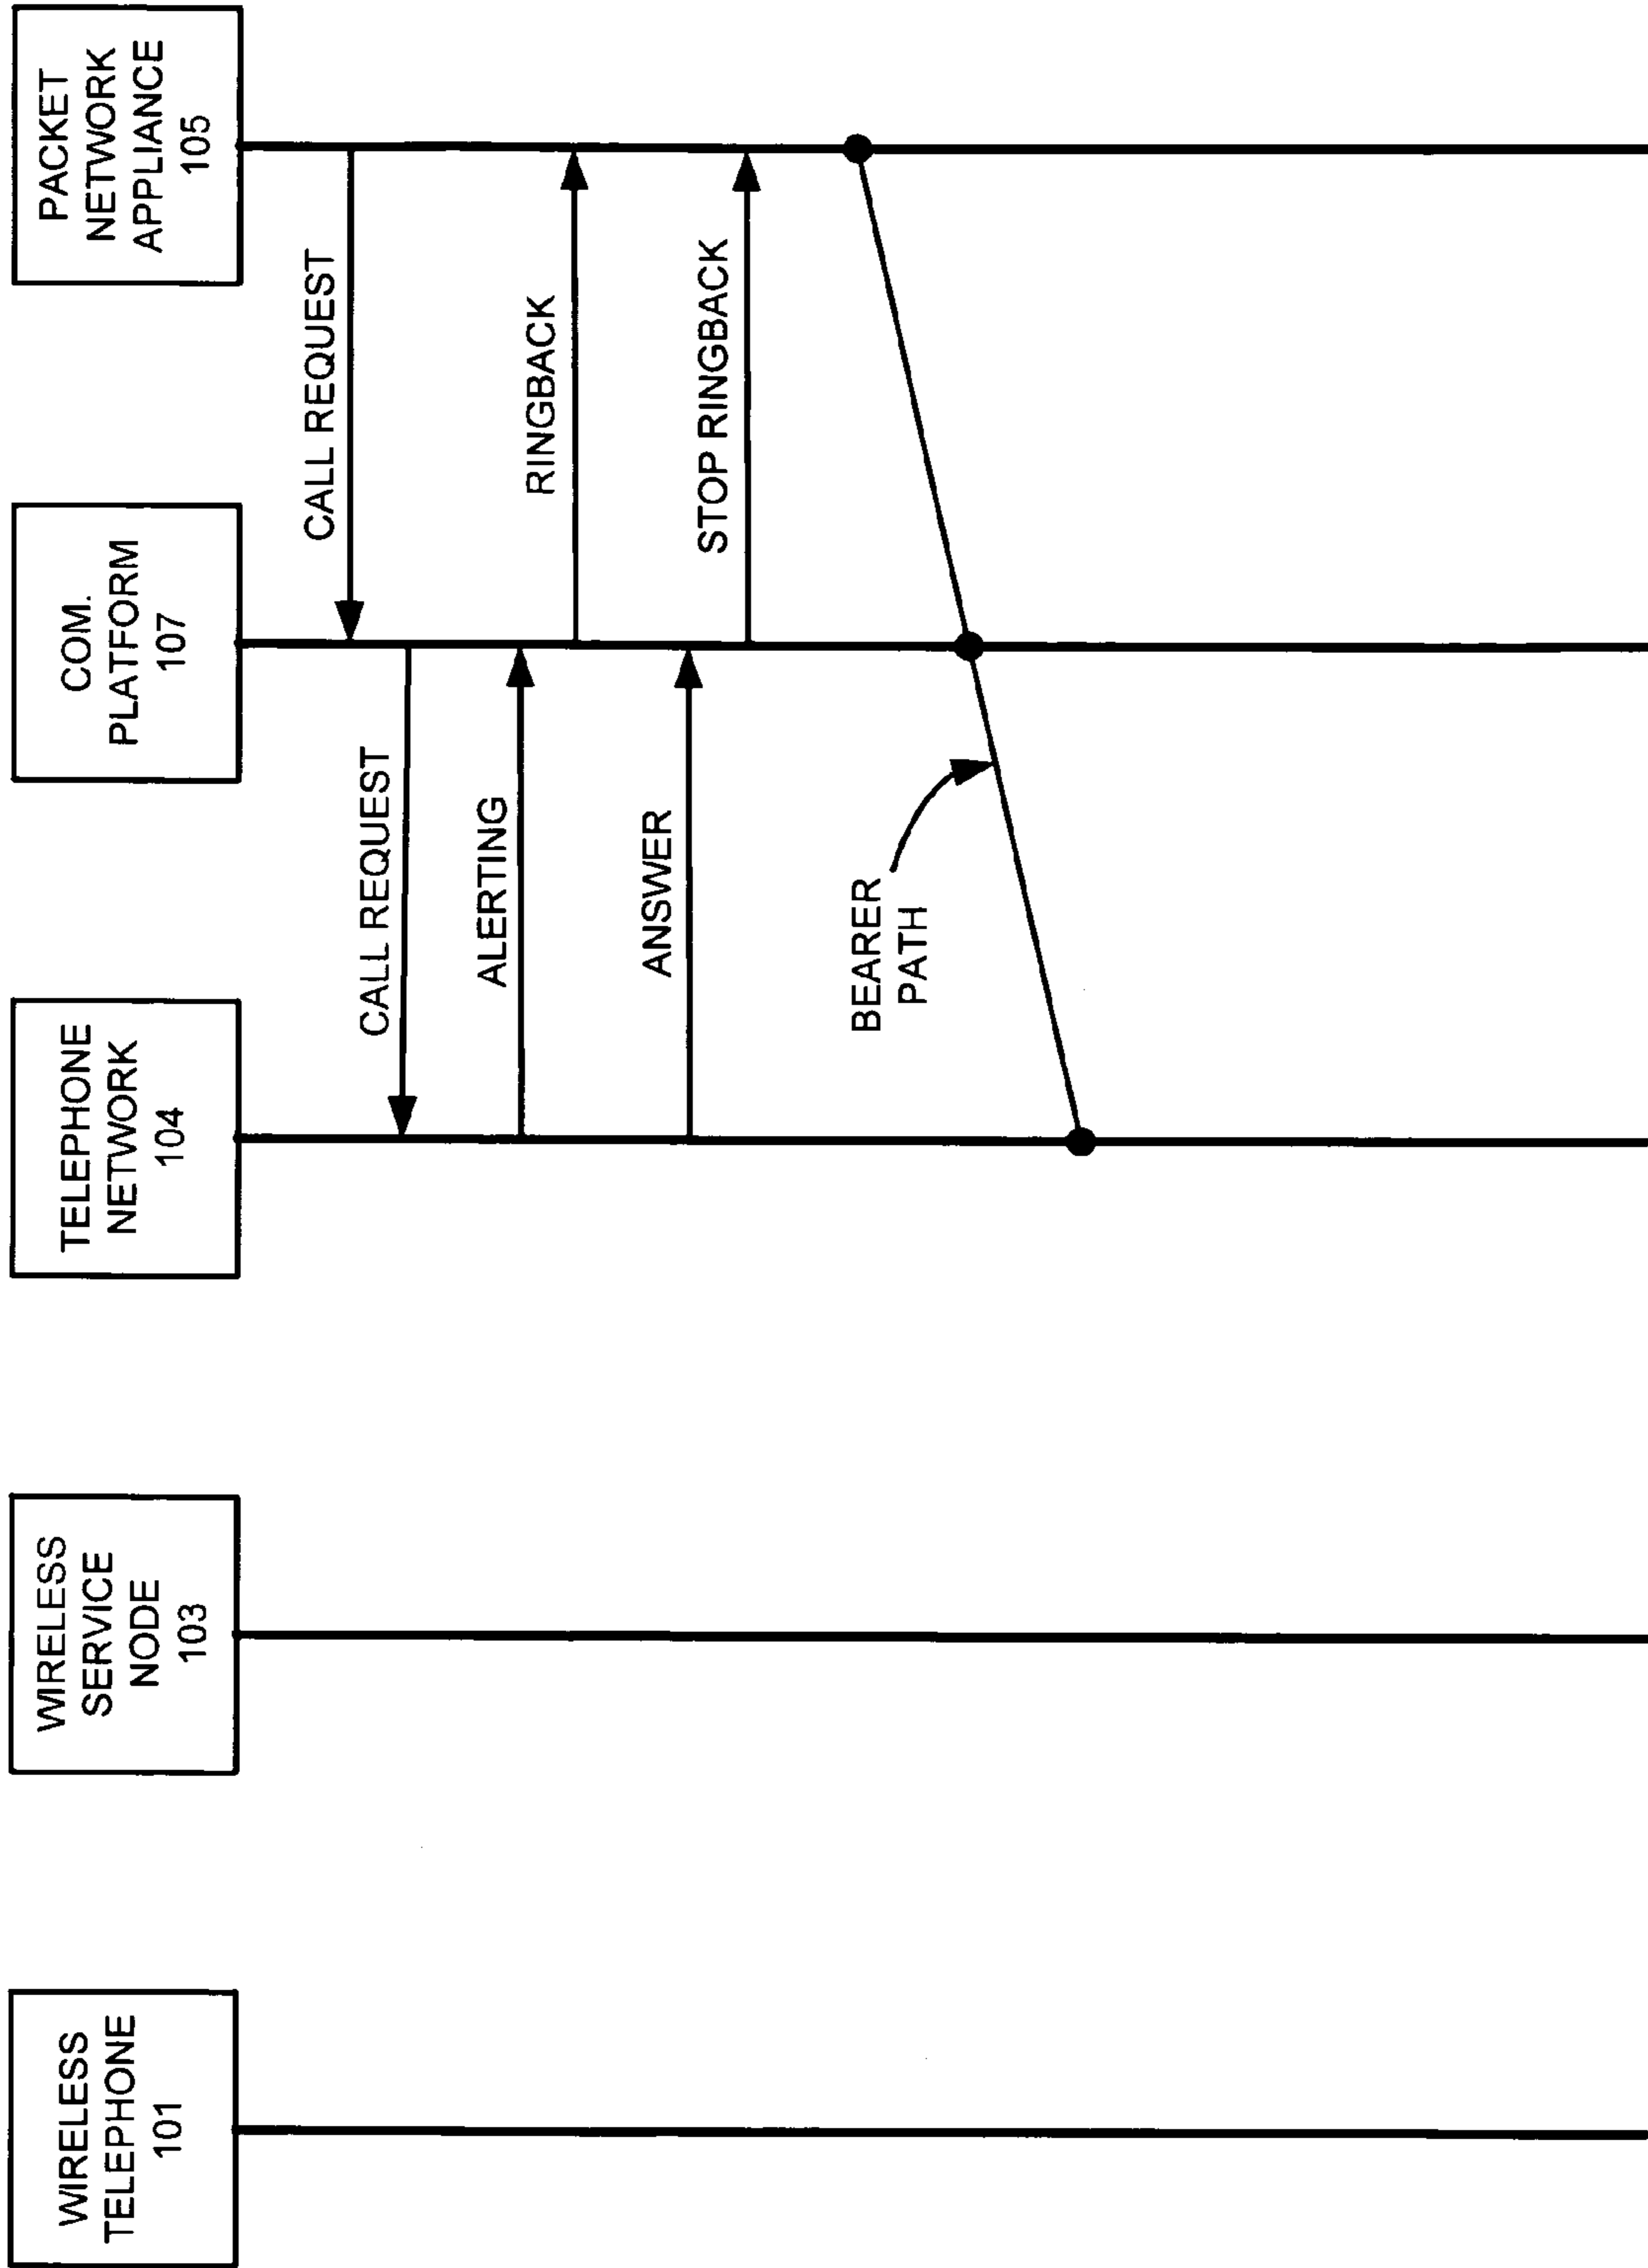 WIRELESS
TELEPHONE
101
WIRELESS
SERVICE
NODE
103
TELEPHONE
NETWORK
104
COM.
PLATFORM
107
PACKET
NETWORK
APPLIANCE
105
CALL REQUEST
CALL REQUEST
ALERTING
RINGBACK
ANSWER
STOP RINGBACK
BEARER
PATH